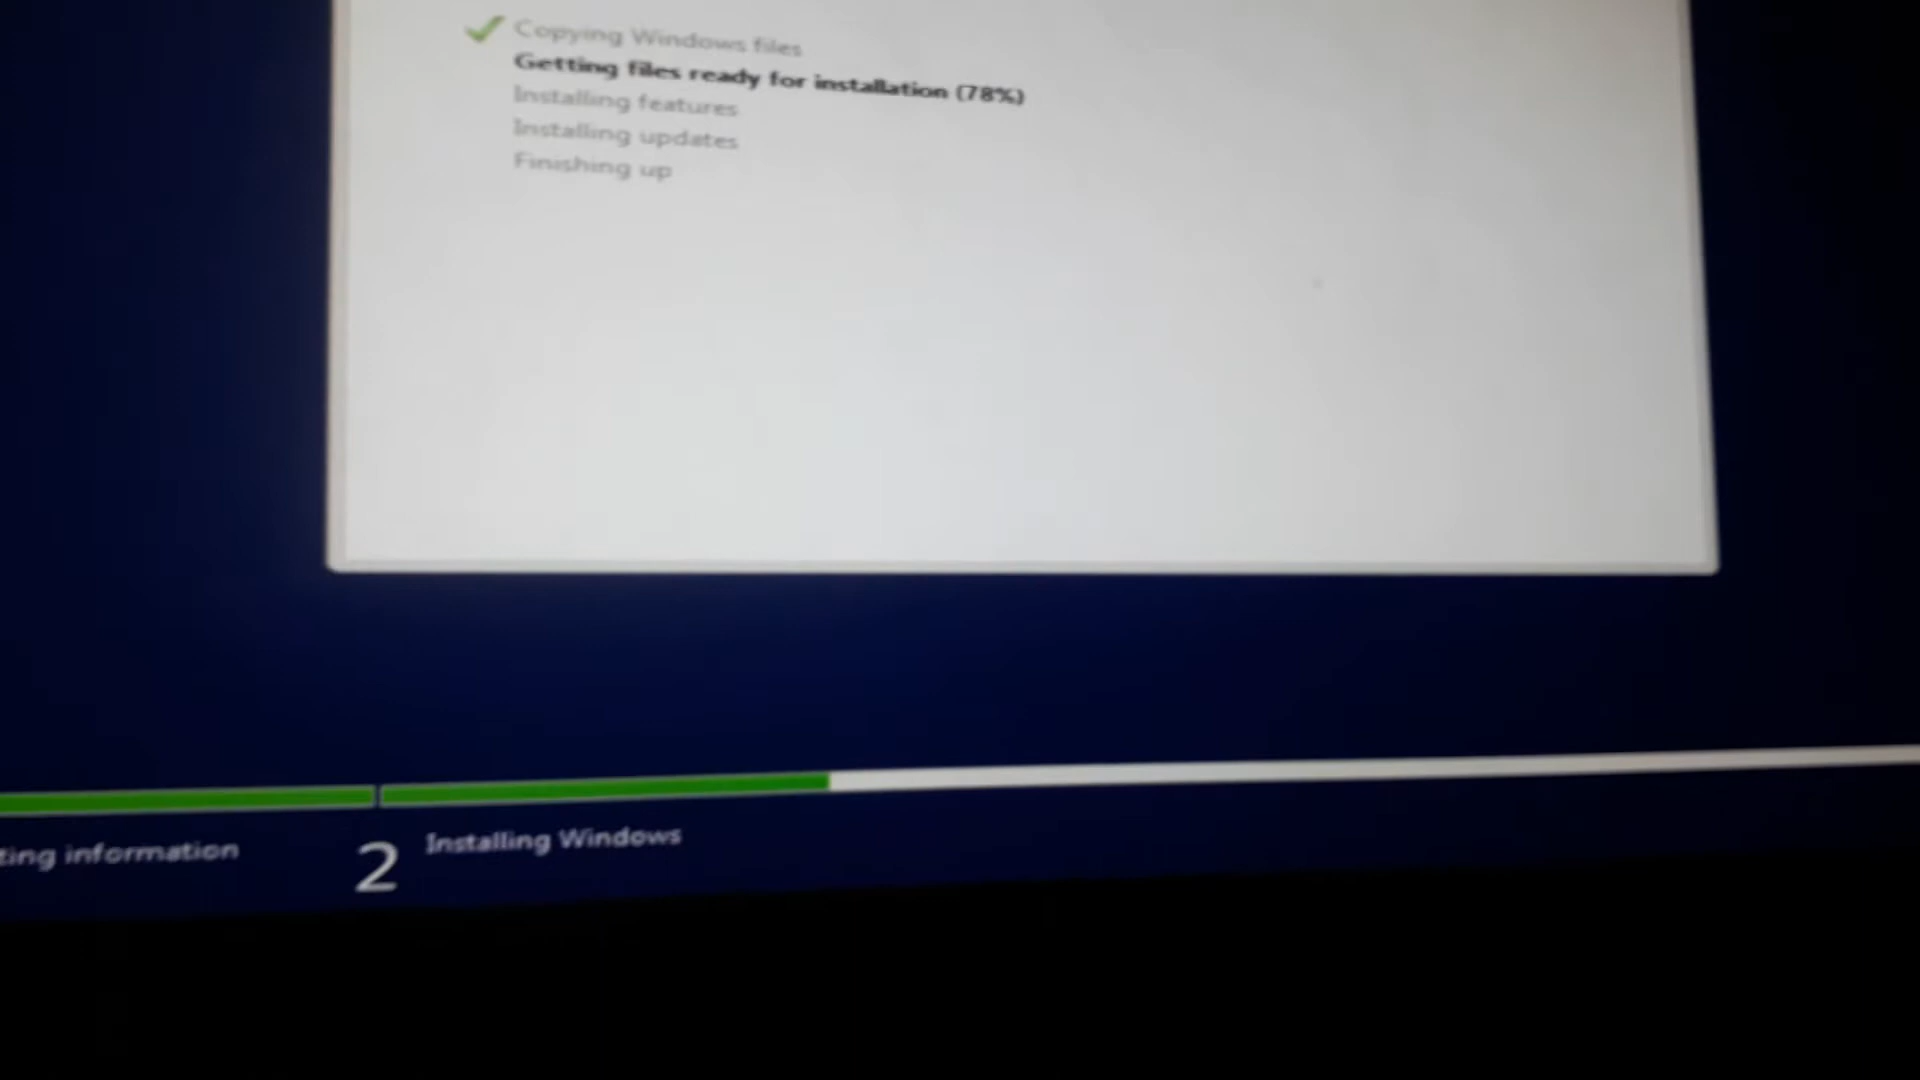 Copying Windows files
Getting files ready for installation (78%)
Installing features
Installing updates
Finishing up
ting information
2 Installing Windows